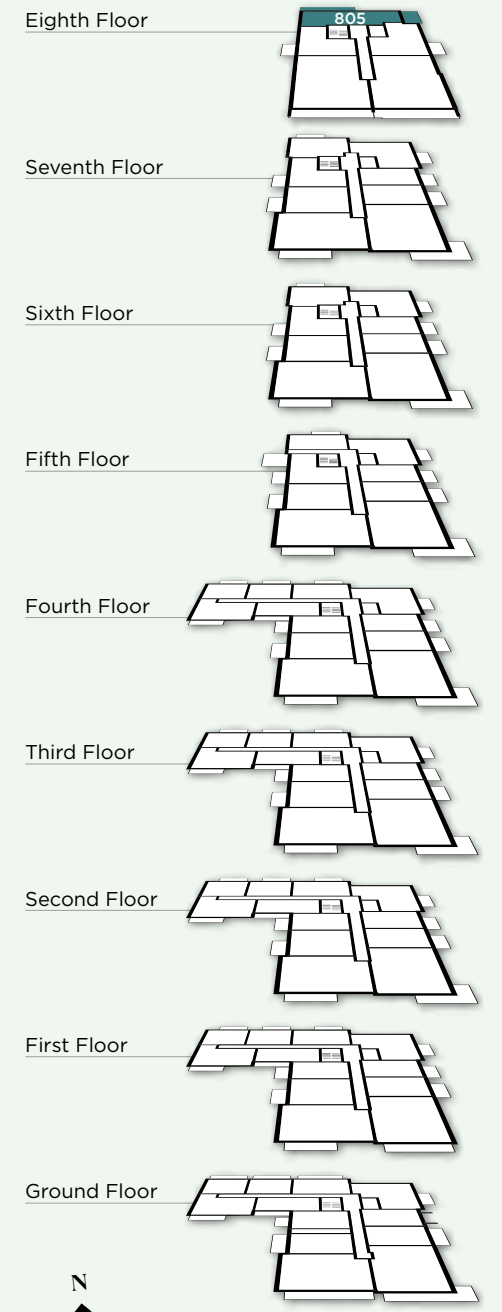 Eighth Floor
805
Seventh Floor
Sixth Floor
Fifth Floor
Fourth Floor
Third Floor
Second Floor
First Floor
Ground Floor
N